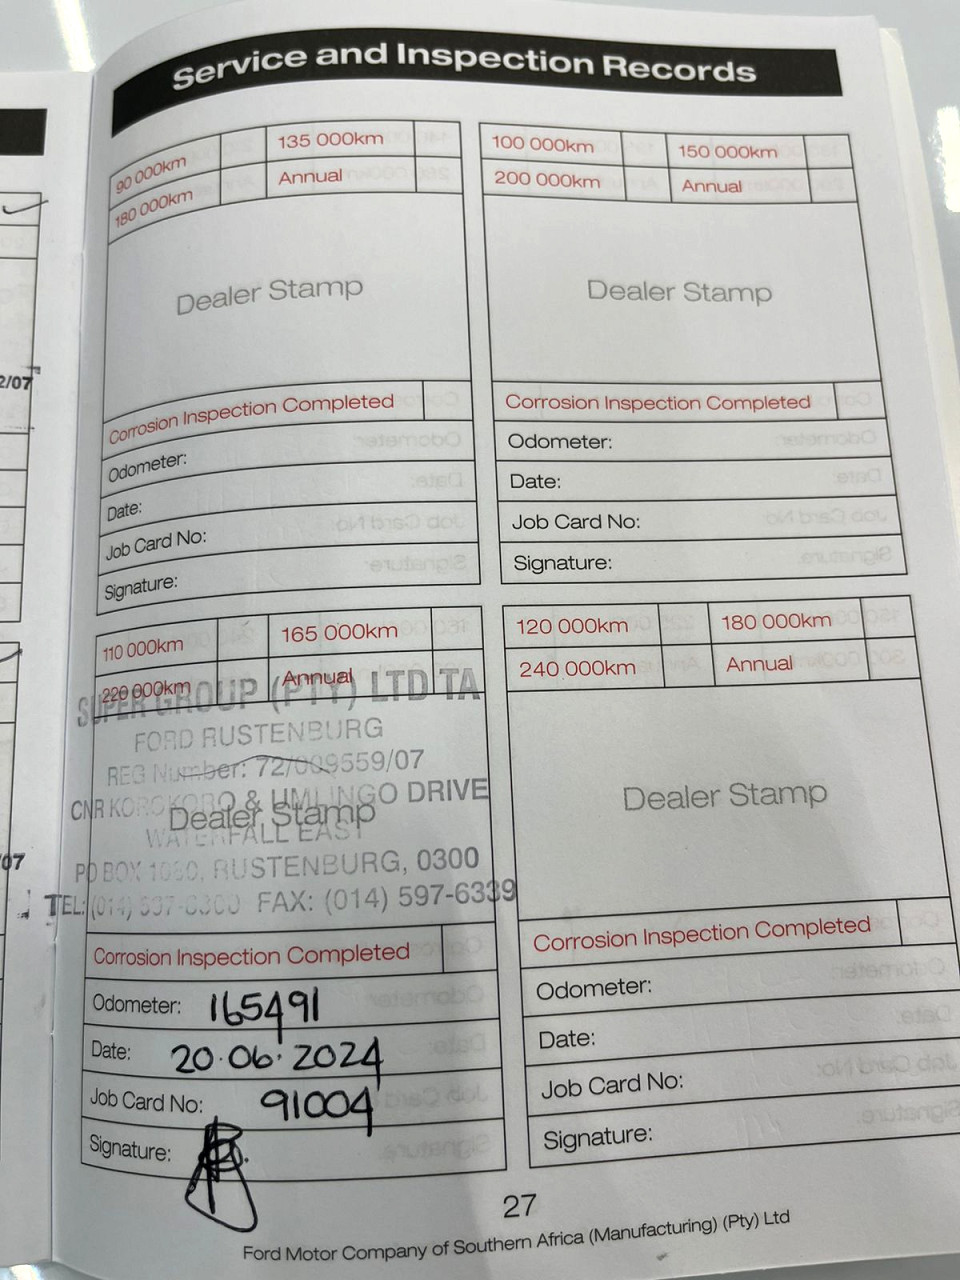 Service and Inspection Records
90 000km 135 000km
180 000km Annual
Dealer Stamp
Corrosion Inspection Completed
Odometer:
Date:
Job Card No:
Signature:
100 000km 150 000km
200 000km Annual
Dealer Stamp
Corrosion Inspection Completed
Odometer:
Date:
Job Card No:
Signature:
110 000km 165 000km
220 000km Annual
SUPER GROUP (PTY) LTD TA
FORD RUSTENBURG
REG Number: 72/009559/07
CNR KOROKORO & UMLINGO DRIVE
Dealer Stamp
WATERFALL EAST
PO BOX 1080, RUSTENBURG, 0300
TEL: (014) FAX: (014) 597-6339
Corrosion Inspection Completed
Odometer: 165491
Date: 20.06.2024
Job Card No: 91004
Signature:
120 000km 180 000km
240 000km Annual
Dealer Stamp
Corrosion Inspection Completed
Odometer:
Date:
Job Card No:
Signature:
2/07
07
27
Ford Motor Company of Southern Africa (Manufacturing) (Pty) Ltd